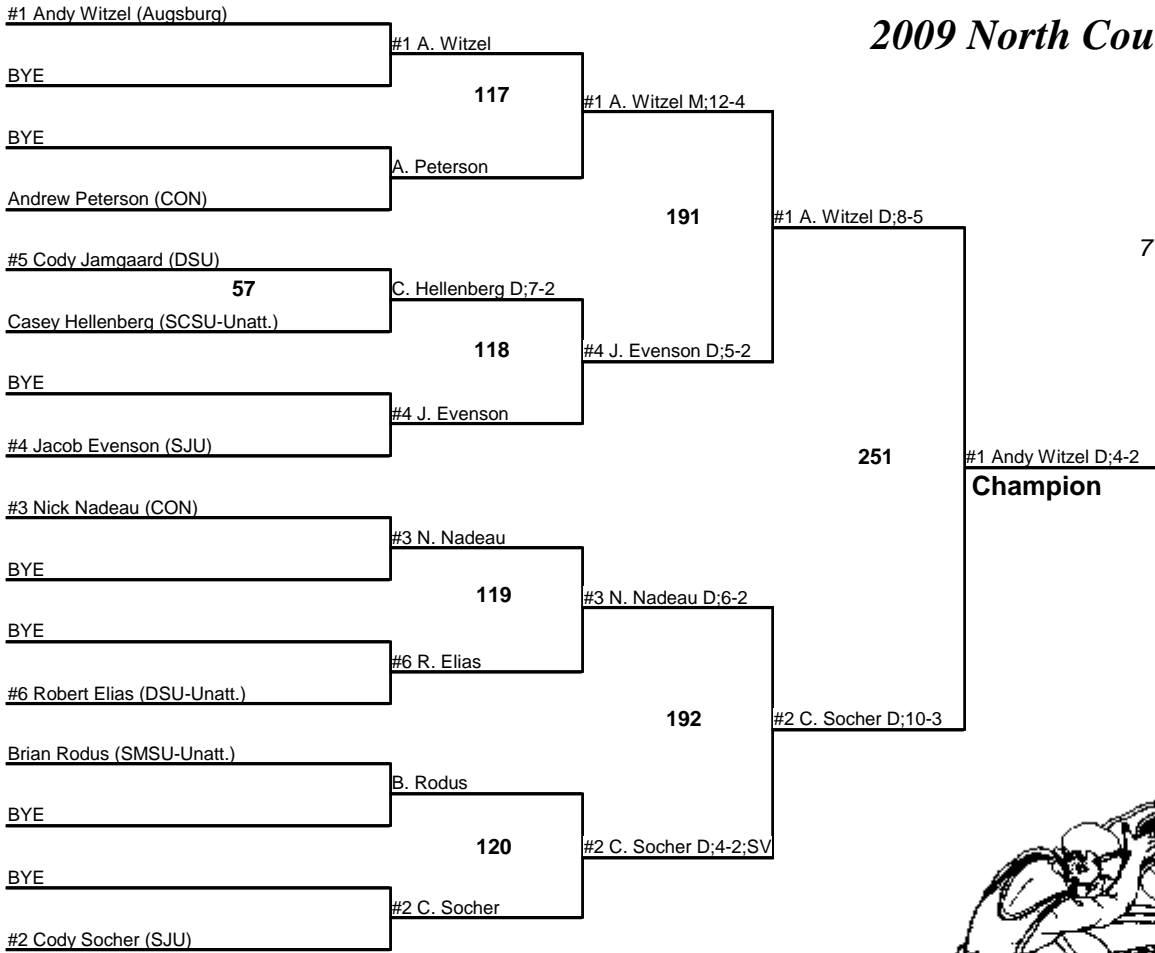 2009 North Cou
#1 Andy Witzel (Augsburg)
BYE
BYE
Andrew Peterson (CON)
#5 Cody Jamgaard (DSU)
57
Casey Hellenberg (SCSU-Unatt.)
BYE
#4 Jacob Evenson (SJU)
#3 Nick Nadeau (CON)
BYE
BYE
#6 Robert Elias (DSU-Unatt.)
Brian Rodus (SMSU-Unatt.)
BYE
BYE
#2 Cody Socher (SJU)
#1 A. Witzel
117
A. Peterson
C. Hellenberg D;7-2
118
#4 J. Evenson
#3 N. Nadeau
119
#6 R. Elias
B. Rodus
120
#2 C. Socher
#1 A. Witzel M;12-4
191
#4 J. Evenson D;5-2
#3 N. Nadeau D;6-2
192
#2 C. Socher D;4-2;SV
#1 A. Witzel D;8-5
251
#2 C. Socher D;10-3
#1 Andy Witzel D;4-2
Champion
7